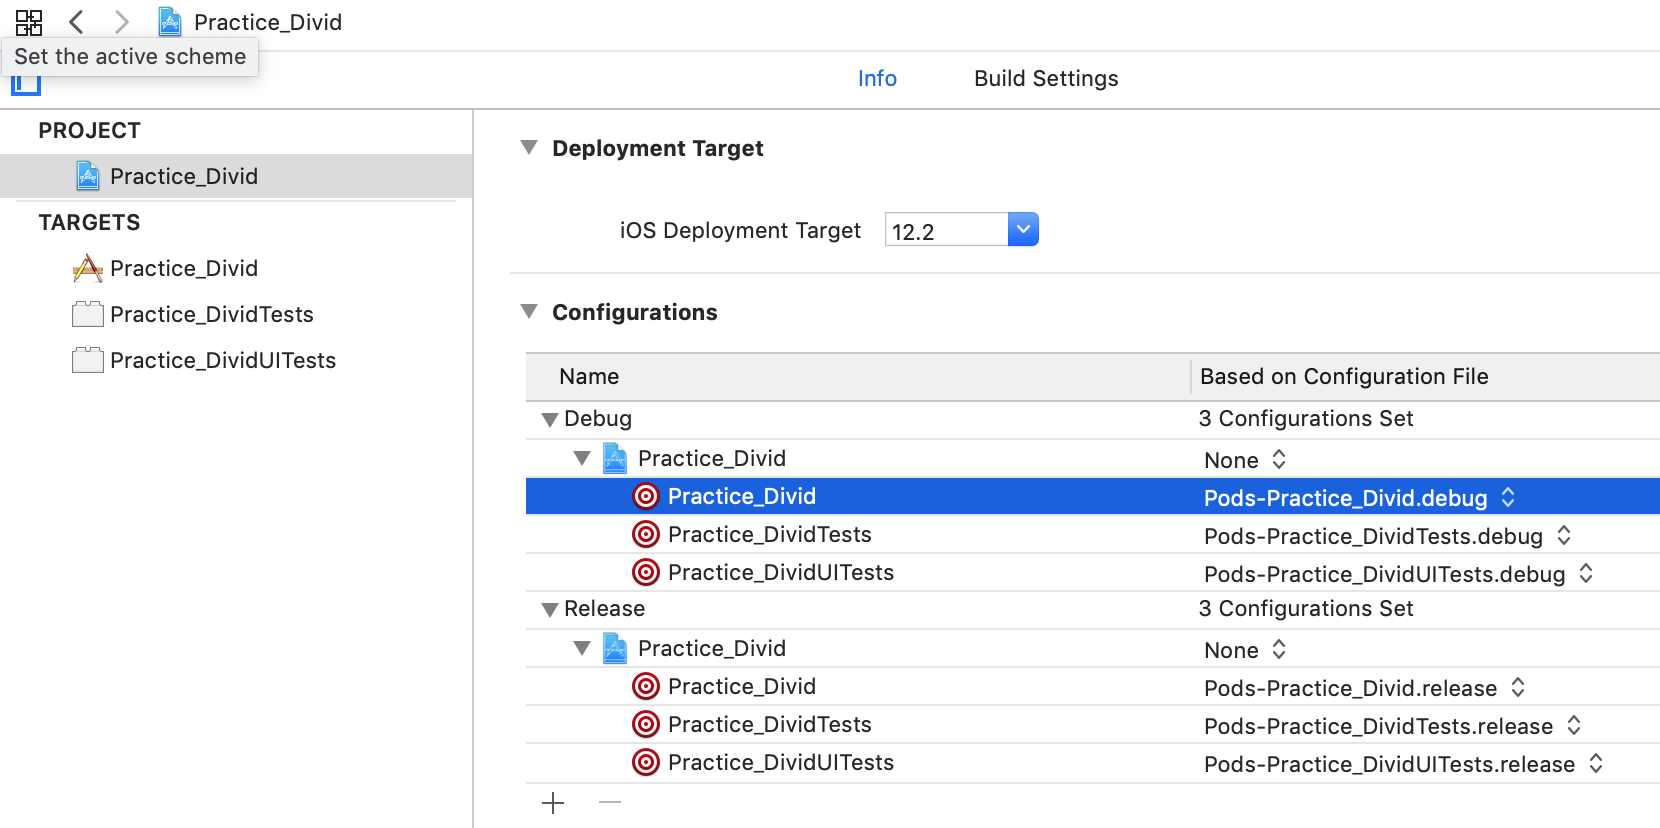 Practice_Divid
Set the active scheme
Info Build Settings
PROJECT
Practice_Divid
TARGETS
Practice_Divid
Practice_DividTests
Practice_DividUITests
Deployment Target
iOS Deployment Target 12.2
Configurations
Name Based on Configuration File
Debug 3 Configurations Set
Practice_Divid None
Practice_Divid Pods-Practice_Divid.debug
Practice_DividTests Pods-Practice_DividTests.debug
Practice_DividUITests Pods-Practice_DividUITests.debug
Release 3 Configurations Set
Practice_Divid None
Practice_Divid Pods-Practice_Divid.release
Practice_DividTests Pods-Practice_DividTests.release
Practice_DividUITests Pods-Practice_DividUITests.release